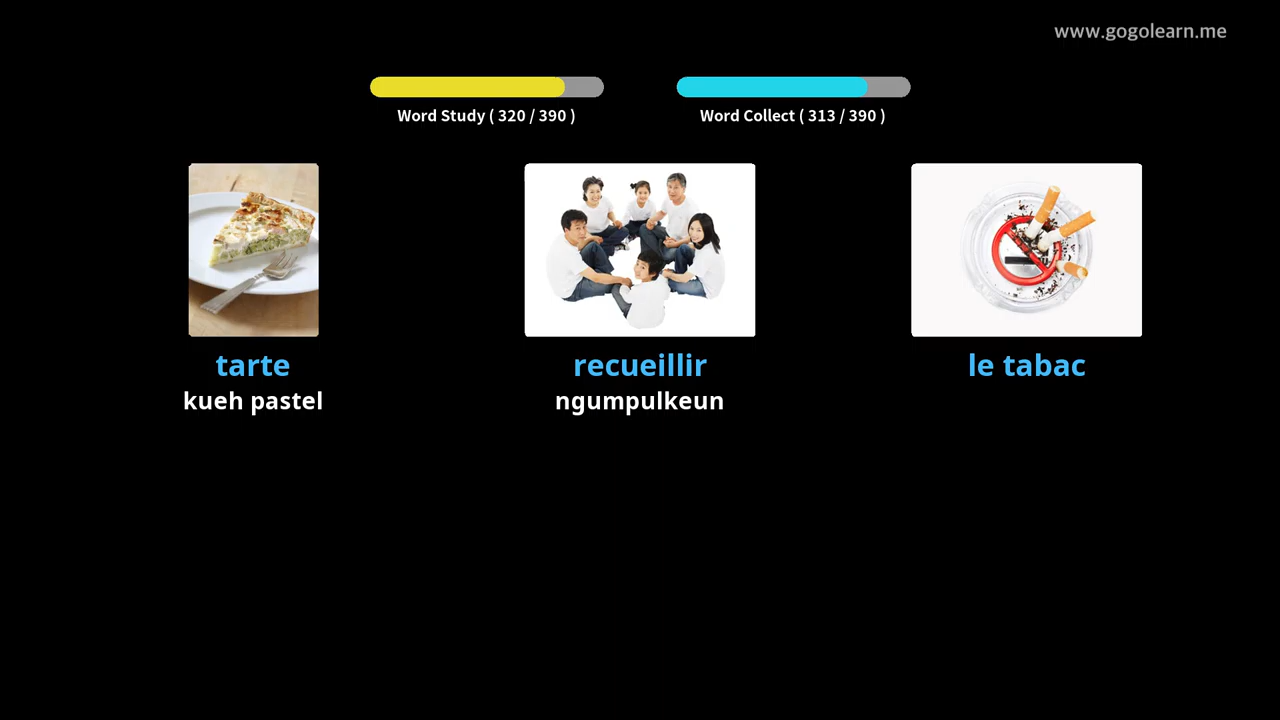 www.gogolearn.me
Word Study ( 320 / 390 )
Word Collect ( 313 / 390 )
tarte
recueillir
le tabac
kueh pastel
ngumpulkeun